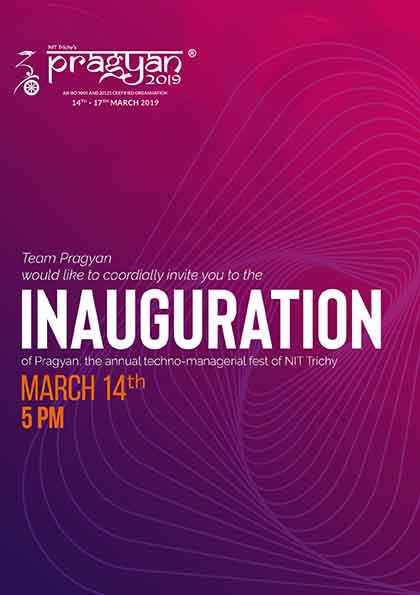 NIT Trichy's
pragyan®
2019
AN ISO 9001 AND 20121 CERTIFIED ORGANISATION
14TH - 17TH MARCH 2019
Team Pragyan
would like to coordially invite you to the
INAUGURATION
of Pragyan, the annual techno-managerial fest of NIT Trichy
MARCH 14th
5 PM